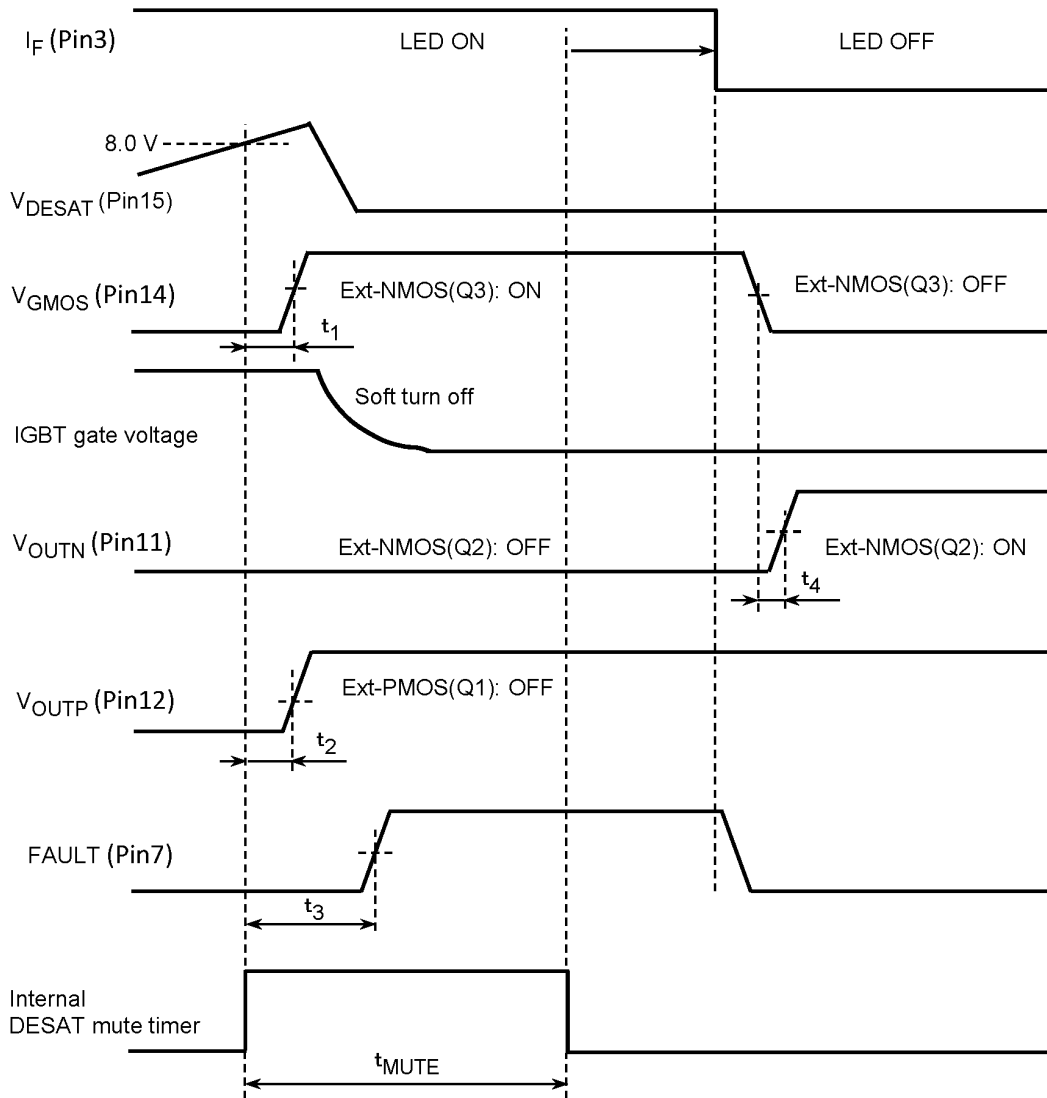 IF (Pin3)
LED ON
LED OFF
8.0 V
VDESAT (Pin15)
VGMOS (Pin14)
Ext-NMOS(Q3): ON
Ext-NMOS(Q3): OFF
t1
Soft turn off
IGBT gate voltage
VOUTN (Pin11)
Ext-NMOS(Q2): OFF
Ext-NMOS(Q2): ON
t4
VOUTP (Pin12)
Ext-PMOS(Q1): OFF
t2
FAULT (Pin7)
t3
Internal
DESAT mute timer
tMUTE